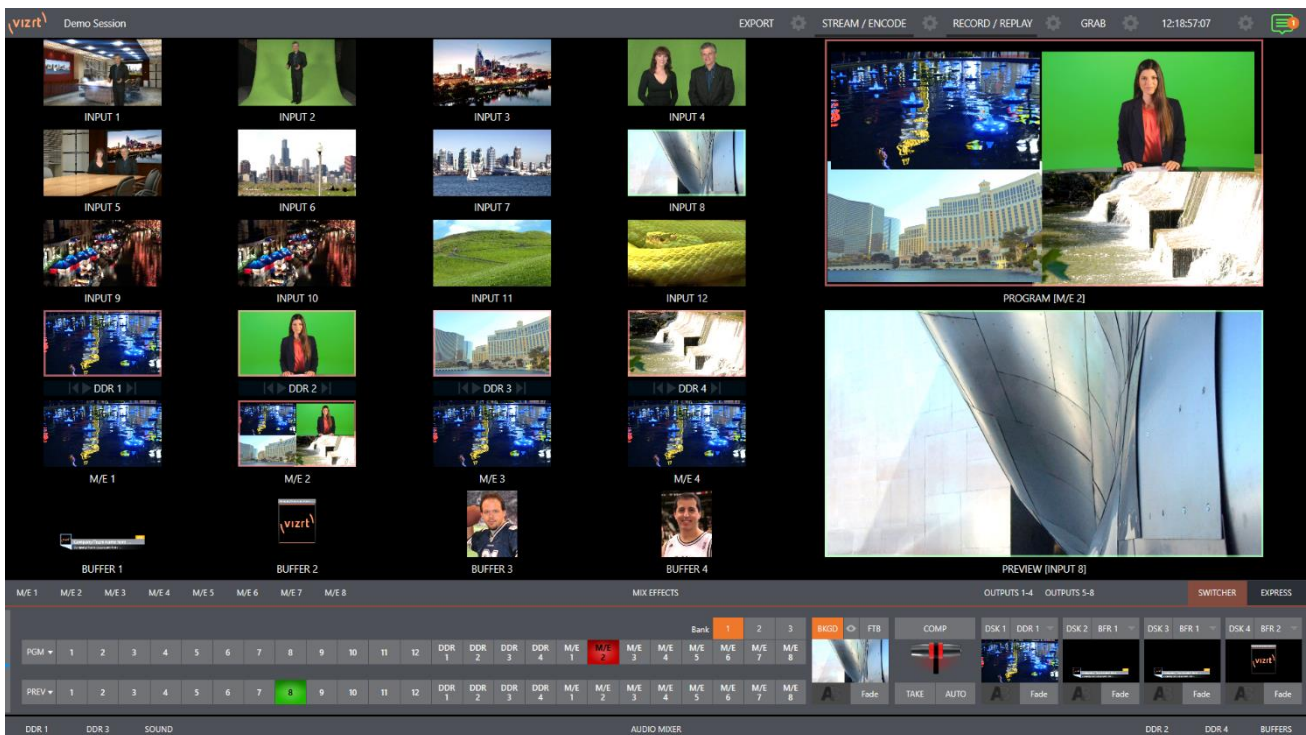 vizrt Demo Session EXPORT STREAM / ENCODE RECORD / REPLAY GRAB 12:18:57:07 1
INPUT 1 INPUT 2 INPUT 3 INPUT 4
INPUT 5 INPUT 6 INPUT 7 INPUT 8
INPUT 9 INPUT 10 INPUT 11 INPUT 12
PROGRAM [M/E 2]
DDR 1 DDR 2 DDR 3 DDR 4
M/E 1 M/E 2 M/E 3 M/E 4
vizrt
BUFFER 1 BUFFER 2 BUFFER 3 BUFFER 4
PREVIEW [INPUT 8]
M/E 1 M/E 2 M/E 3 M/E 4 M/E 5 M/E 6 M/E 7 M/E 8 MIX EFFECTS OUTPUTS 1-4 OUTPUTS 5-8 SWITCHER EXPRESS
Bank 1 2 3 BKGD FTB COMP DSK 1 DDR 1 DSK 2 BFR 1 DSK 3 BFR 1 DSK 4 BFR 2
PGM 1 2 3 4 5 6 7 8 9 10 11 12 DDR 1 DDR 2 DDR 3 DDR 4 M/E 1 M/E 2 M/E 3 M/E 4 M/E 5 M/E 6 M/E 7 M/E 8
vizrt
PREV 1 2 3 4 5 6 7 8 9 10 11 12 DDR 1 DDR 2 DDR 3 DDR 4 M/E 1 M/E 2 M/E 3 M/E 4 M/E 5 M/E 6 M/E 7 M/E 8 A Fade TAKE AUTO A Fade A Fade A Fade A Fade
DDR 1 DDR 3 SOUND AUDIO MIXER DDR 2 DDR 4 BUFFERS